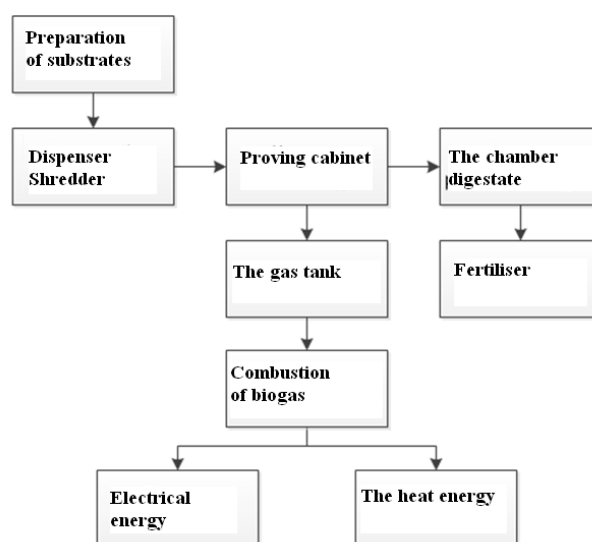 Preparation
of substrates
Dispenser
Shredder
Proving cabinet
The chamber
digestate
The gas tank
Fertiliser
Combustion
of biogas
Electrical
energy
The heat energy